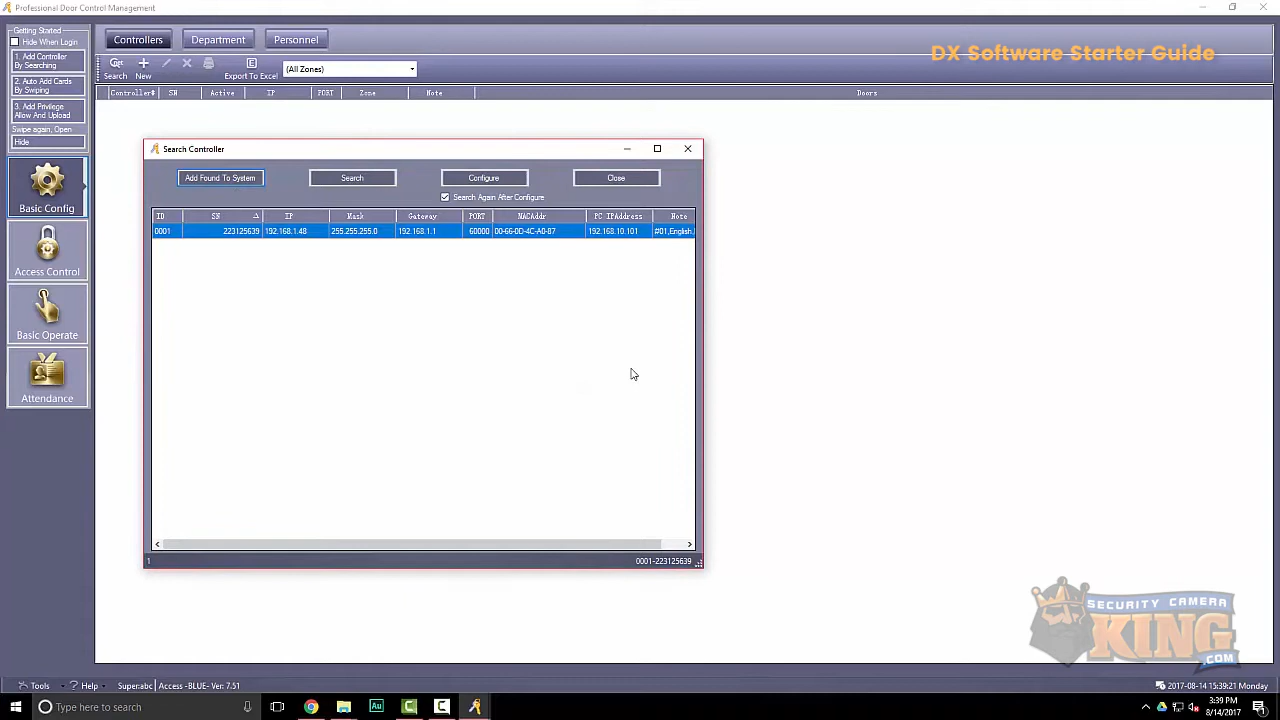 Professional Door Control Management
Getting Started
Hide When Login
1. Add Controller
By Searching
2. Auto Add Cards
By Swiping
3. Add Privilege
Allow And Upload
Swipe again, Open
Hide
Basic Config
Access Control
Basic Operate
Attendance
Controllers Department Personnel
DX Software Starter Guide
Search New Export To Excel (All Zones)
Controller# SN Active IP PORT Zone Note Doors
Search Controller
Add Found To System Search Configure Close
Search Again After Configure
ID SN IP Mask Gateway PORT MACAddr PC IPAddress Note
0001 223125639 192.168.1.48 255.255.255.0 192.168.1.1 60000 00-66-0D-4C-A0-87 192.168.10.101 #01,English,
1 0001-223125639
SECURITY CAMERA
KING
.COM
Tools Help Super:abc Access -BLUE- Ver: 7.51 2017-08-14 15:39:21 Monday
Type here to search
Au
3:39 PM
8/14/2017